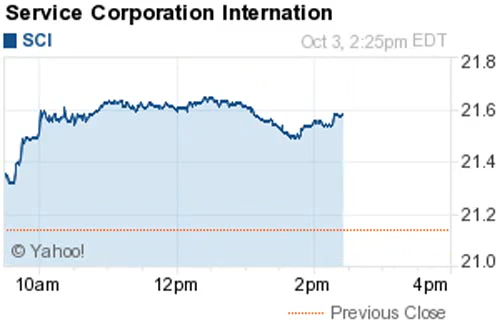 Service Corporation Internation
SCI Oct 3, 2:25pm EDT
21.8
21.6
21.4
21.2
21.0
© Yahoo!
10am 12pm 2pm 4pm
Previous Close